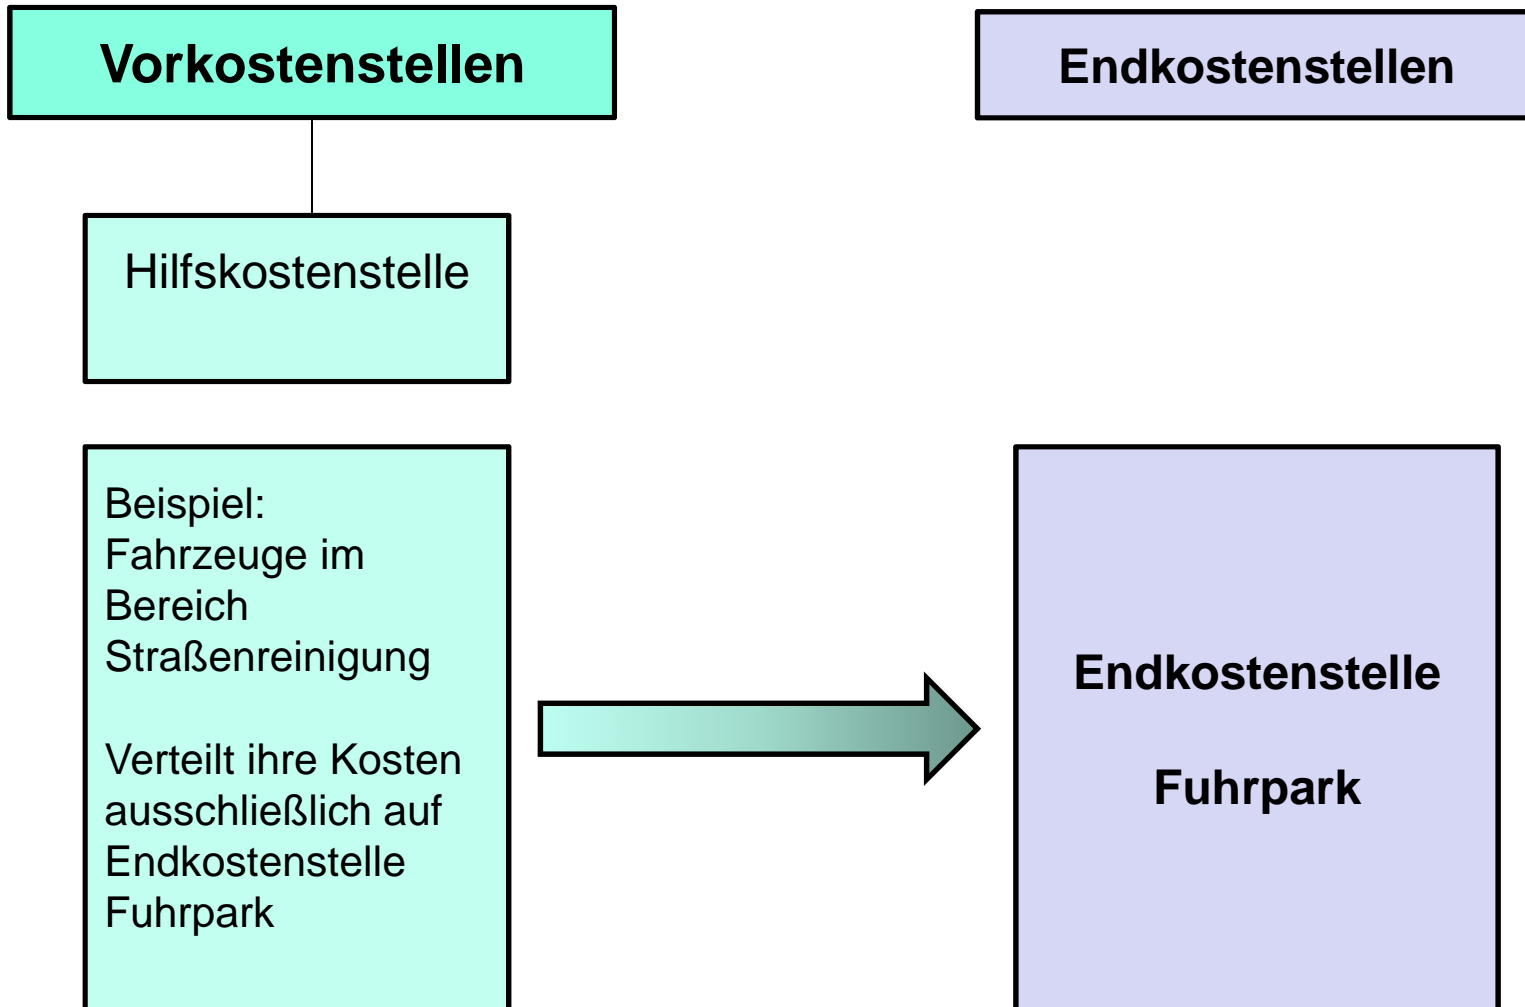 Vorkostenstellen
Endkostenstellen
Hilfskostenstelle
Beispiel:
Fahrzeuge im
Bereich
Straßenreinigung
Verteilt ihre Kosten
ausschließlich auf
Endkostenstelle
Fuhrpark
Endkostenstelle
Fuhrpark